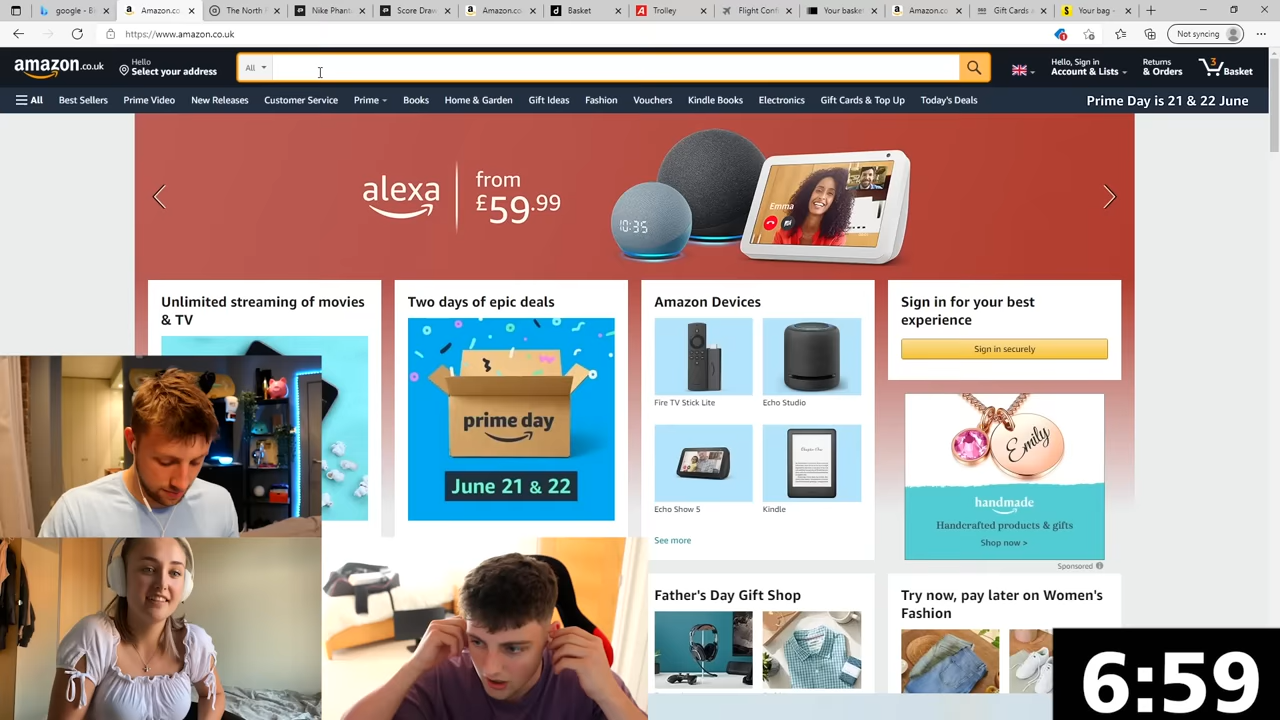 google - B
Amazon.co
The North
Nike Phant
Score Draw
Amazon.co
Basket
Trolley
Flight Conf
Your basket
Amazon.co
Gift Cards
Your bag -
https://www.amazon.co.uk
Not syncing
amazon.co.uk
Hello
Select your address
All
Hello, Sign in
Account & Lists
Returns
& Orders
3
Basket
All
Best Sellers
Prime Video
New Releases
Customer Service
Prime
Books
Home & Garden
Gift Ideas
Fashion
Vouchers
Kindle Books
Electronics
Gift Cards & Top Up
Today's Deals
Prime Day is 21 & 22 June
alexa
from
£59.99
10:35
Emma
Unlimited streaming of movies
& TV
Two days of epic deals
prime day
June 21 & 22
Amazon Devices
Fire TV Stick Lite
Echo Studio
Echo Show 5
Kindle
See more
Sign in for your best
experience
Sign in securely
Emily
handmade
Handcrafted products & gifts
Shop now >
Sponsored
Father's Day Gift Shop
Try now, pay later on Women's
Fashion
6:59